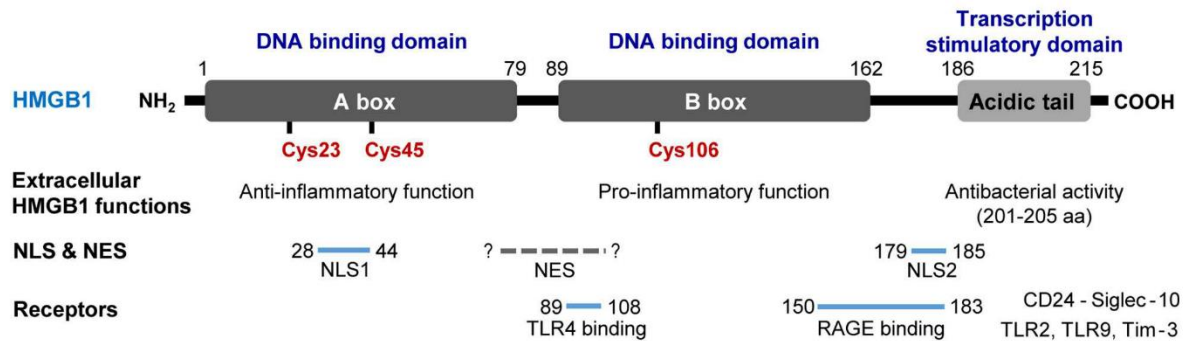 Transcription
DNA binding domain DNA binding domain stimulatory domain
1 79 89 162 186 215
HMGB1 NH2 A box B box Acidic tail COOH
Cys23 Cys45 Cys106
Extracellular
HMGB1 functions
Anti-inflammatory function Pro-inflammatory function Antibacterial activity
(201-205 aa)
NLS & NES 28 44 ? ? 179 185
NLS1 NES NLS2
Receptors 89 108 150 183 CD24 - Siglec-10
TLR4 binding RAGE binding TLR2, TLR9, Tim-3